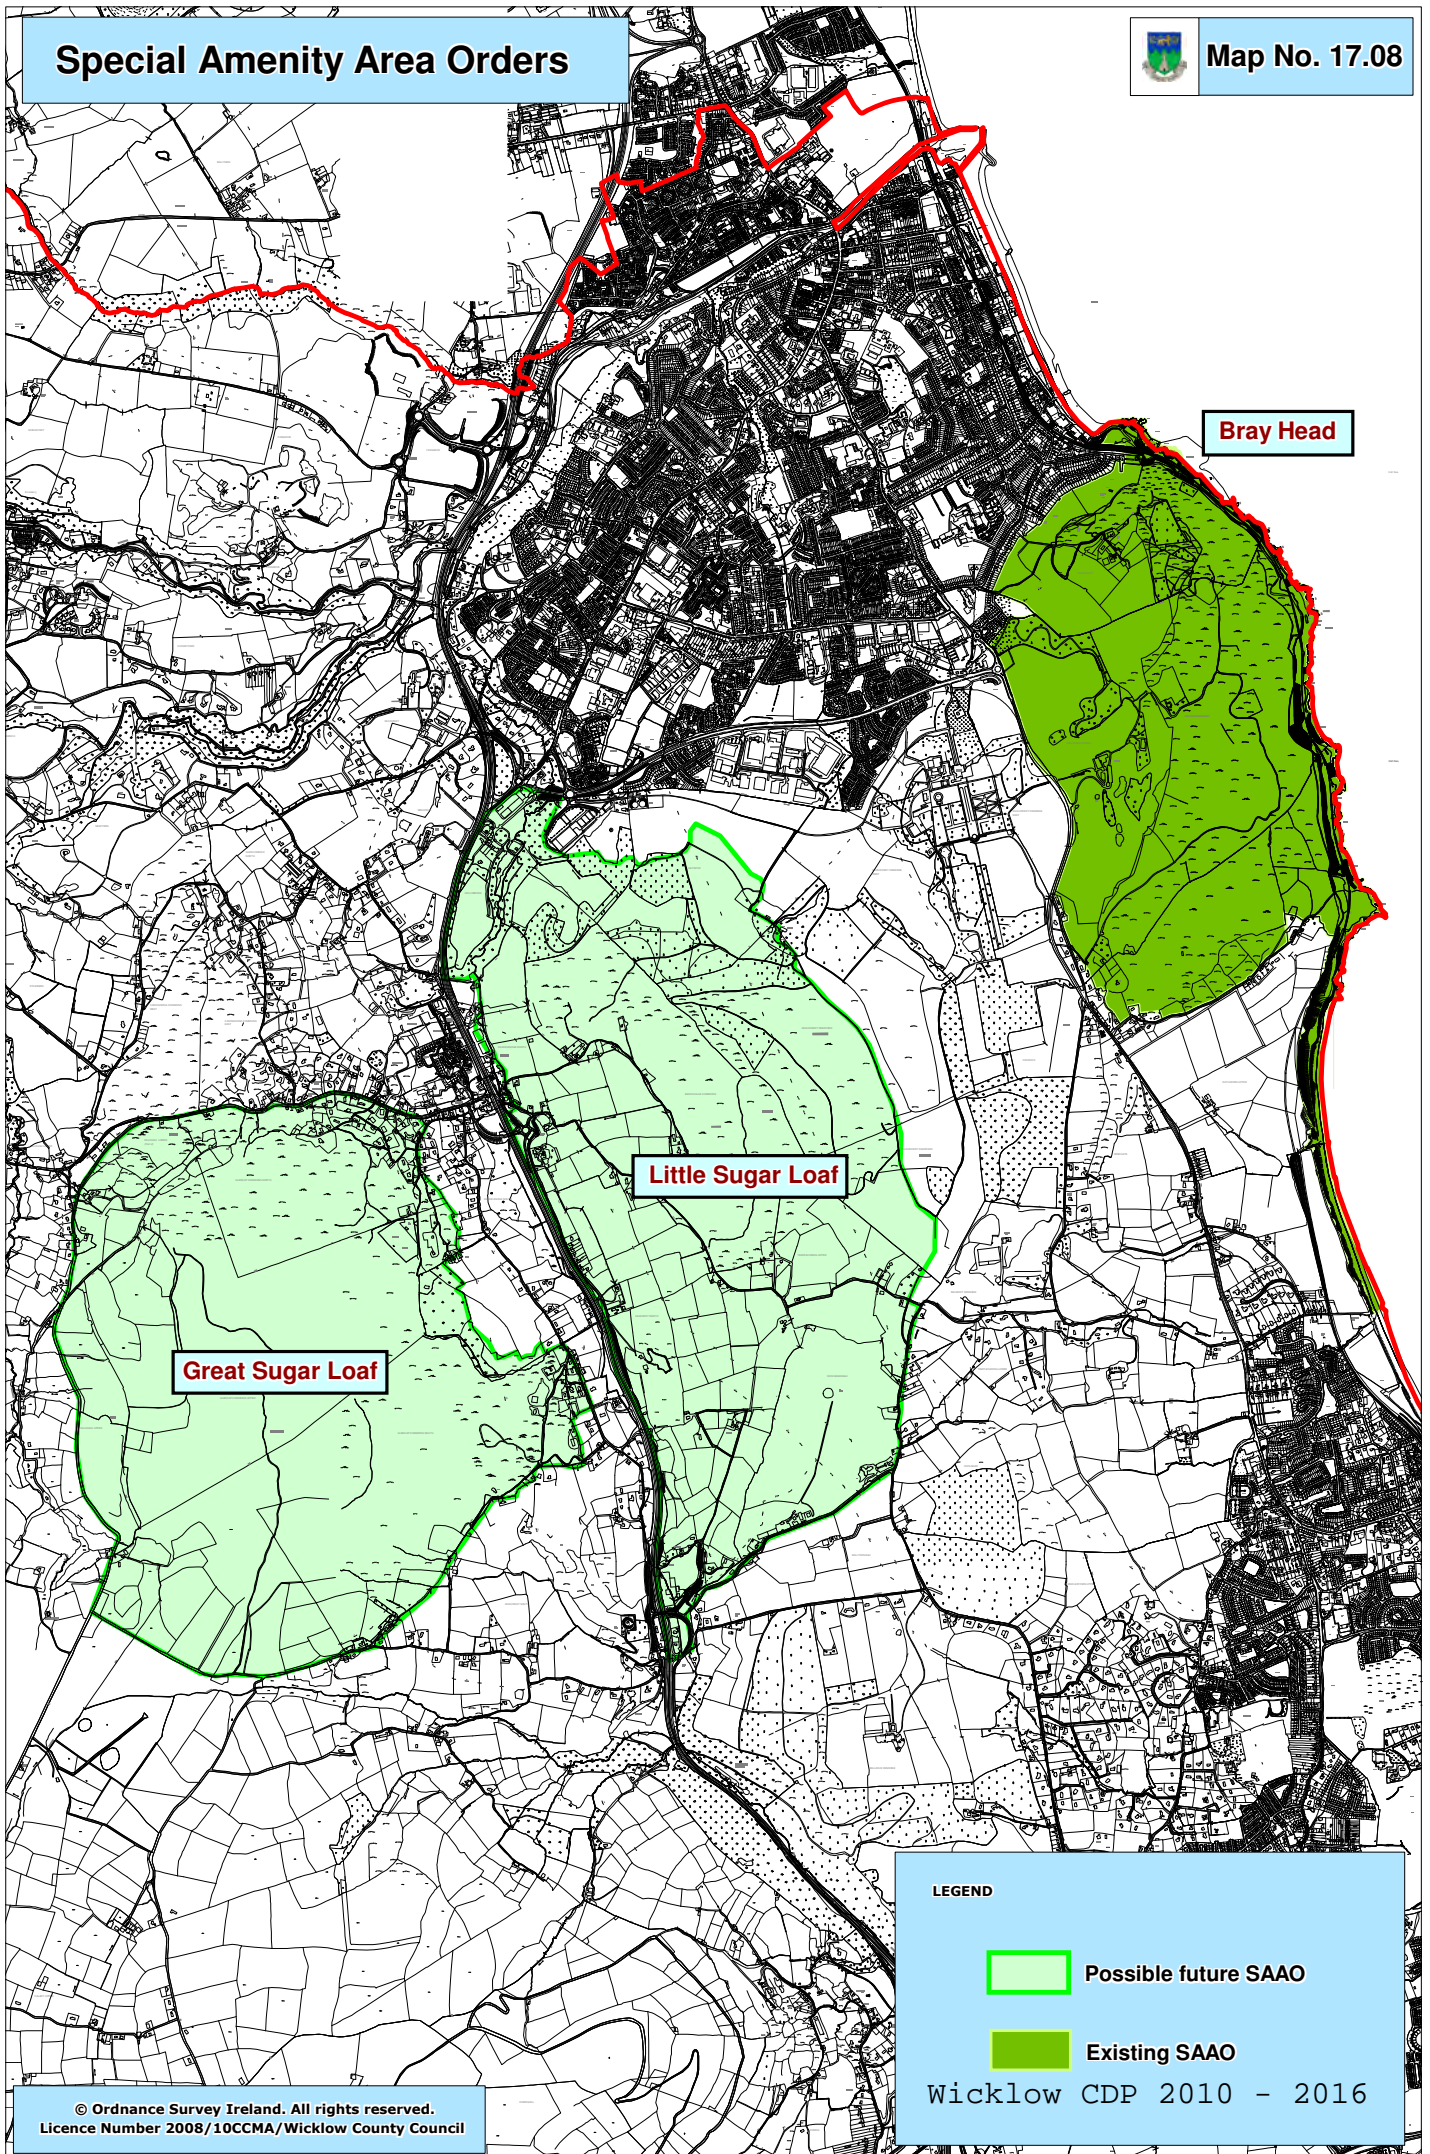 Special Amenity Area Orders
Map No. 17.08
Bray Head
Little Sugar Loaf
Great Sugar Loaf
LEGEND
Possible future SAAO
Existing SAAO
Wicklow CDP 2010 - 2016
© Ordnance Survey Ireland. All rights reserved.
Licence Number 2008/10CCMA/Wicklow County Council